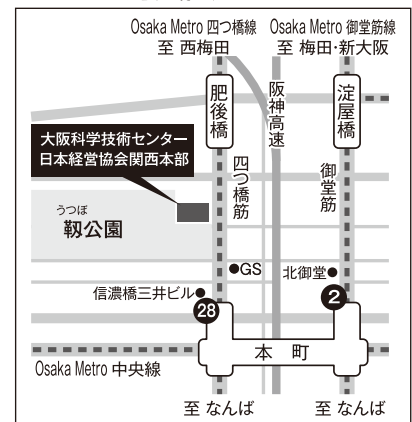 Osaka Metro 四つ橋線
至 西梅田
Osaka Metro 御堂筋線
至 梅田・新大阪
肥後橋
阪神高速
淀屋橋
大阪科学技術センター
日本経営協会関西本部
四つ橋筋
御堂筋
うつぼ
靱公園
GS
北御堂
信濃橋三井ビル
28
2
本町
Osaka Metro 中央線
至 なんば
至 なんば